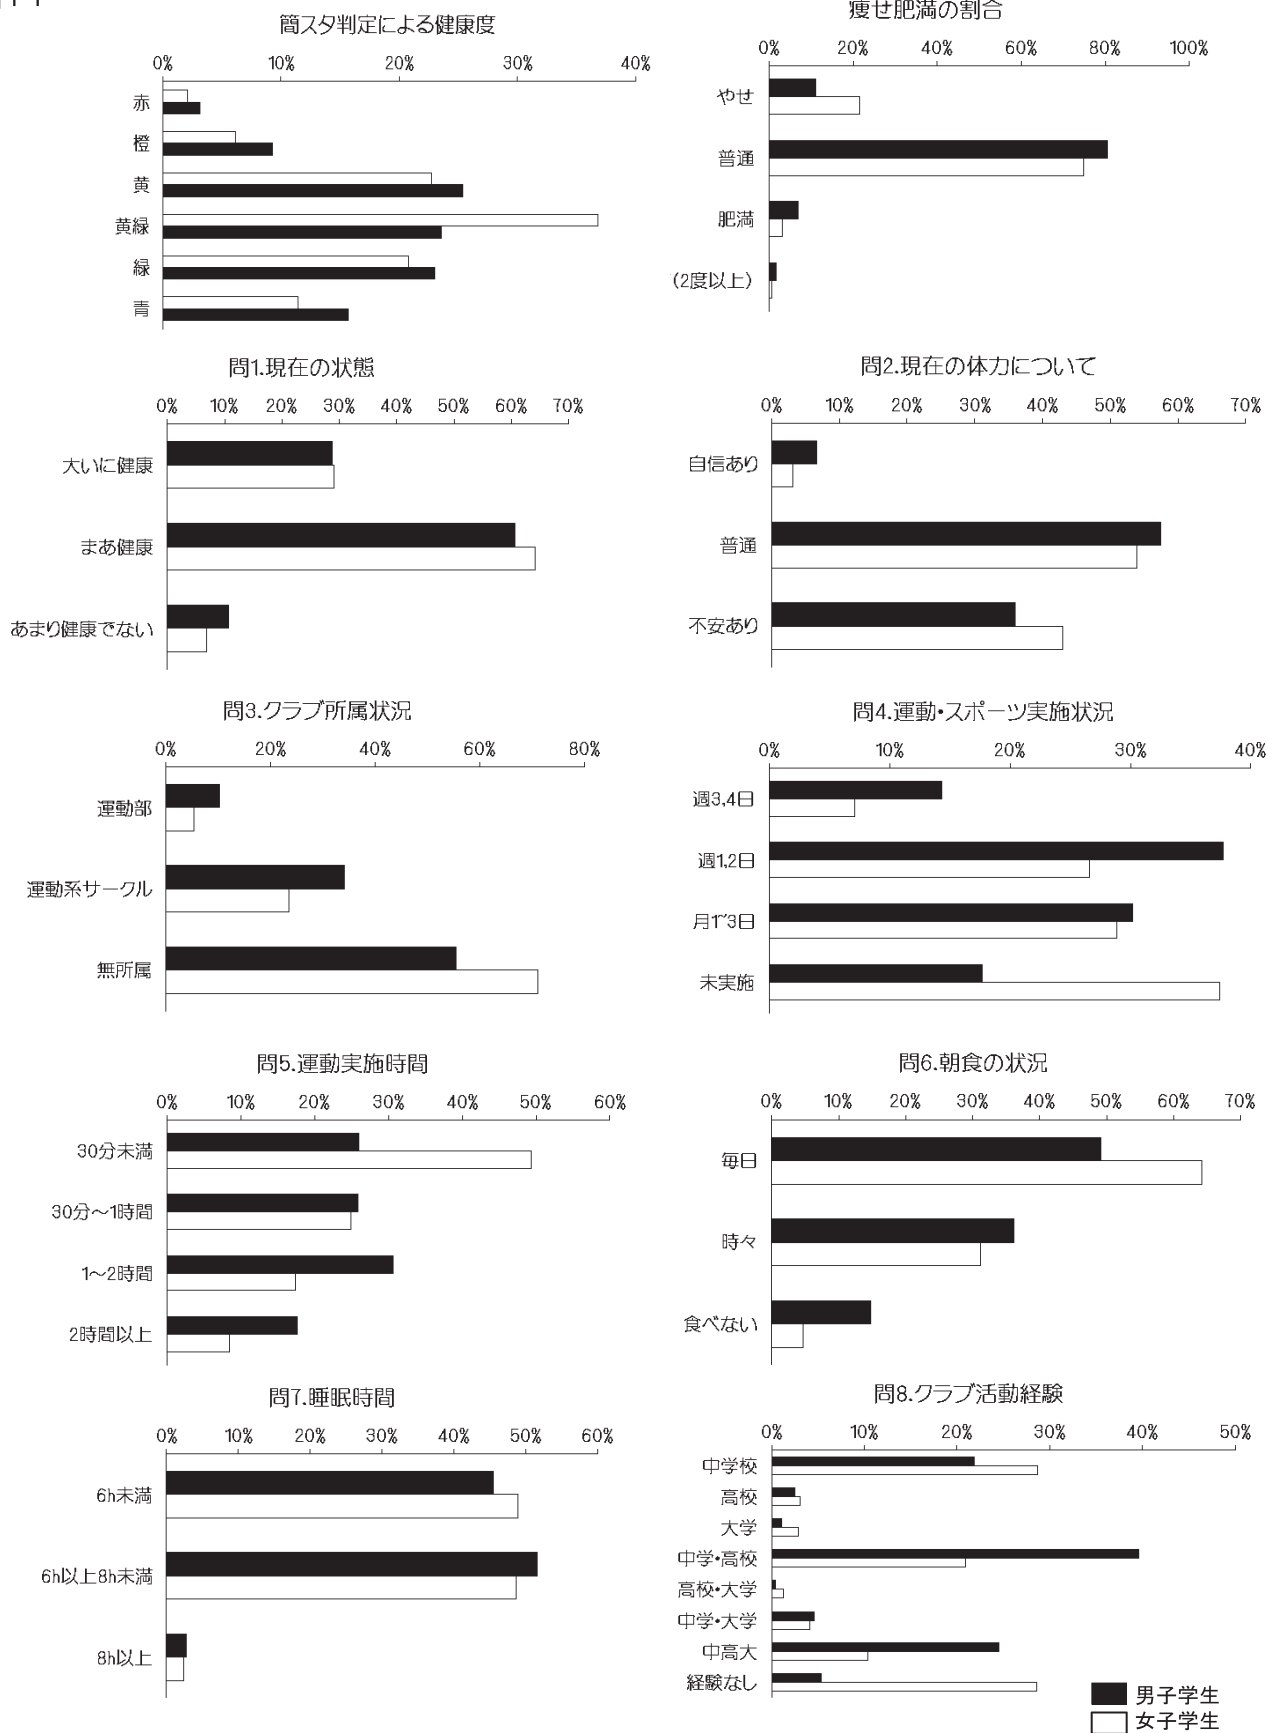 簡スタ判定による健康度
0% 10% 20% 30% 40%
赤
橙
黄
黄緑
緑
青
痩せ肥満の割合
0% 20% 40% 60% 80% 100%
やせ
普通
肥満
(2度以上)
問1.現在の状態
0% 10% 20% 30% 40% 50% 60% 70%
大いに健康
まあ健康
あまり健康でない
問2.現在の体力について
0% 10% 20% 30% 40% 50% 60% 70%
自信あり
普通
不安あり
問3.クラブ所属状況
0% 20% 40% 60% 80%
運動部
運動系サークル
無所属
問4.運動・スポーツ実施状況
0% 10% 20% 30% 40%
週3,4日
週1,2日
月1~3日
未実施
問5.運動実施時間
0% 10% 20% 30% 40% 50% 60%
30分未満
30分～1時間
1～2時間
2時間以上
問6.朝食の状況
0% 10% 20% 30% 40% 50% 60% 70%
毎日
時々
食べない
問7.睡眠時間
0% 10% 20% 30% 40% 50% 60%
6h未満
6h以上8h未満
8h以上
問8.クラブ活動経験
0% 10% 20% 30% 40% 50%
中学校
高校
大学
中学・高校
高校・大学
中学・大学
中高大
経験なし
男子学生
女子学生